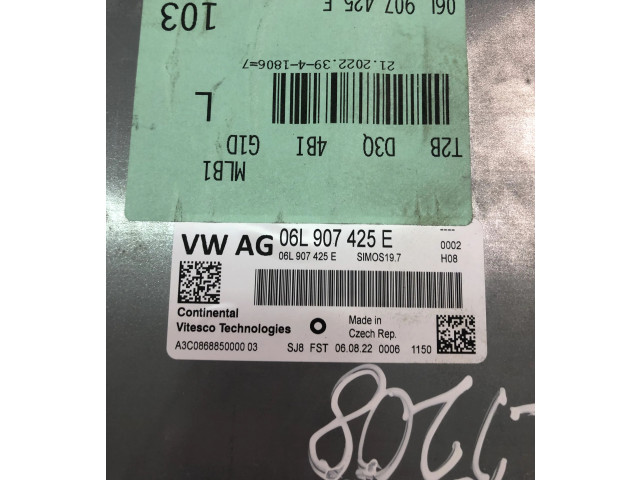 103
06L 907 425 E
21.2022.39-4-1806=7
L
T2B D3Q 4BI G1D
MLB1
VW AG 06L 907 425 E
06L 907 425 E SIMOS19.7
0002
H08
Continental
Vitesco Technologies
Made in
Czech Rep.
A3C0868850000 03 SJ8 FST 06.08.22 0006 1150